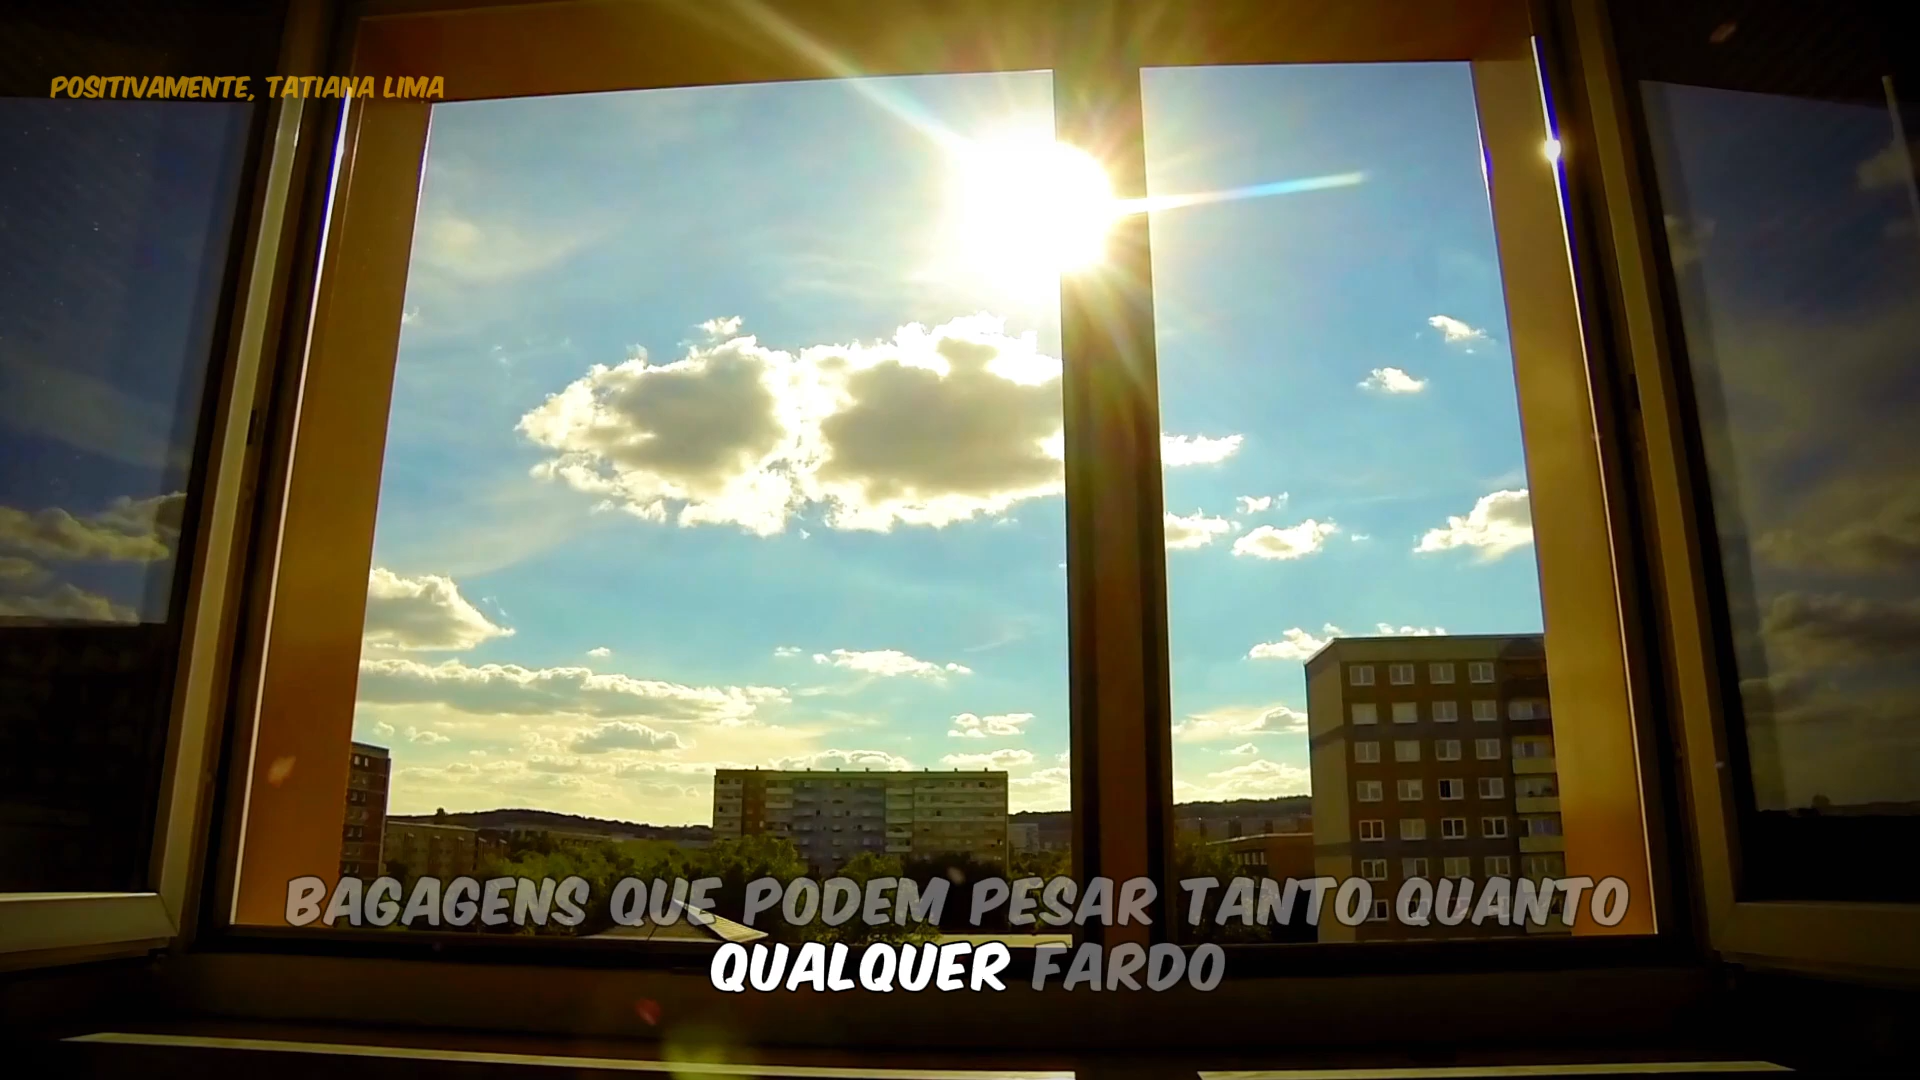 POSITIVAMENTE, TATIANA LIMA
BAGAGENS QUE PODEM PESAR TANTO QUANTO
QUALQUER FARDO